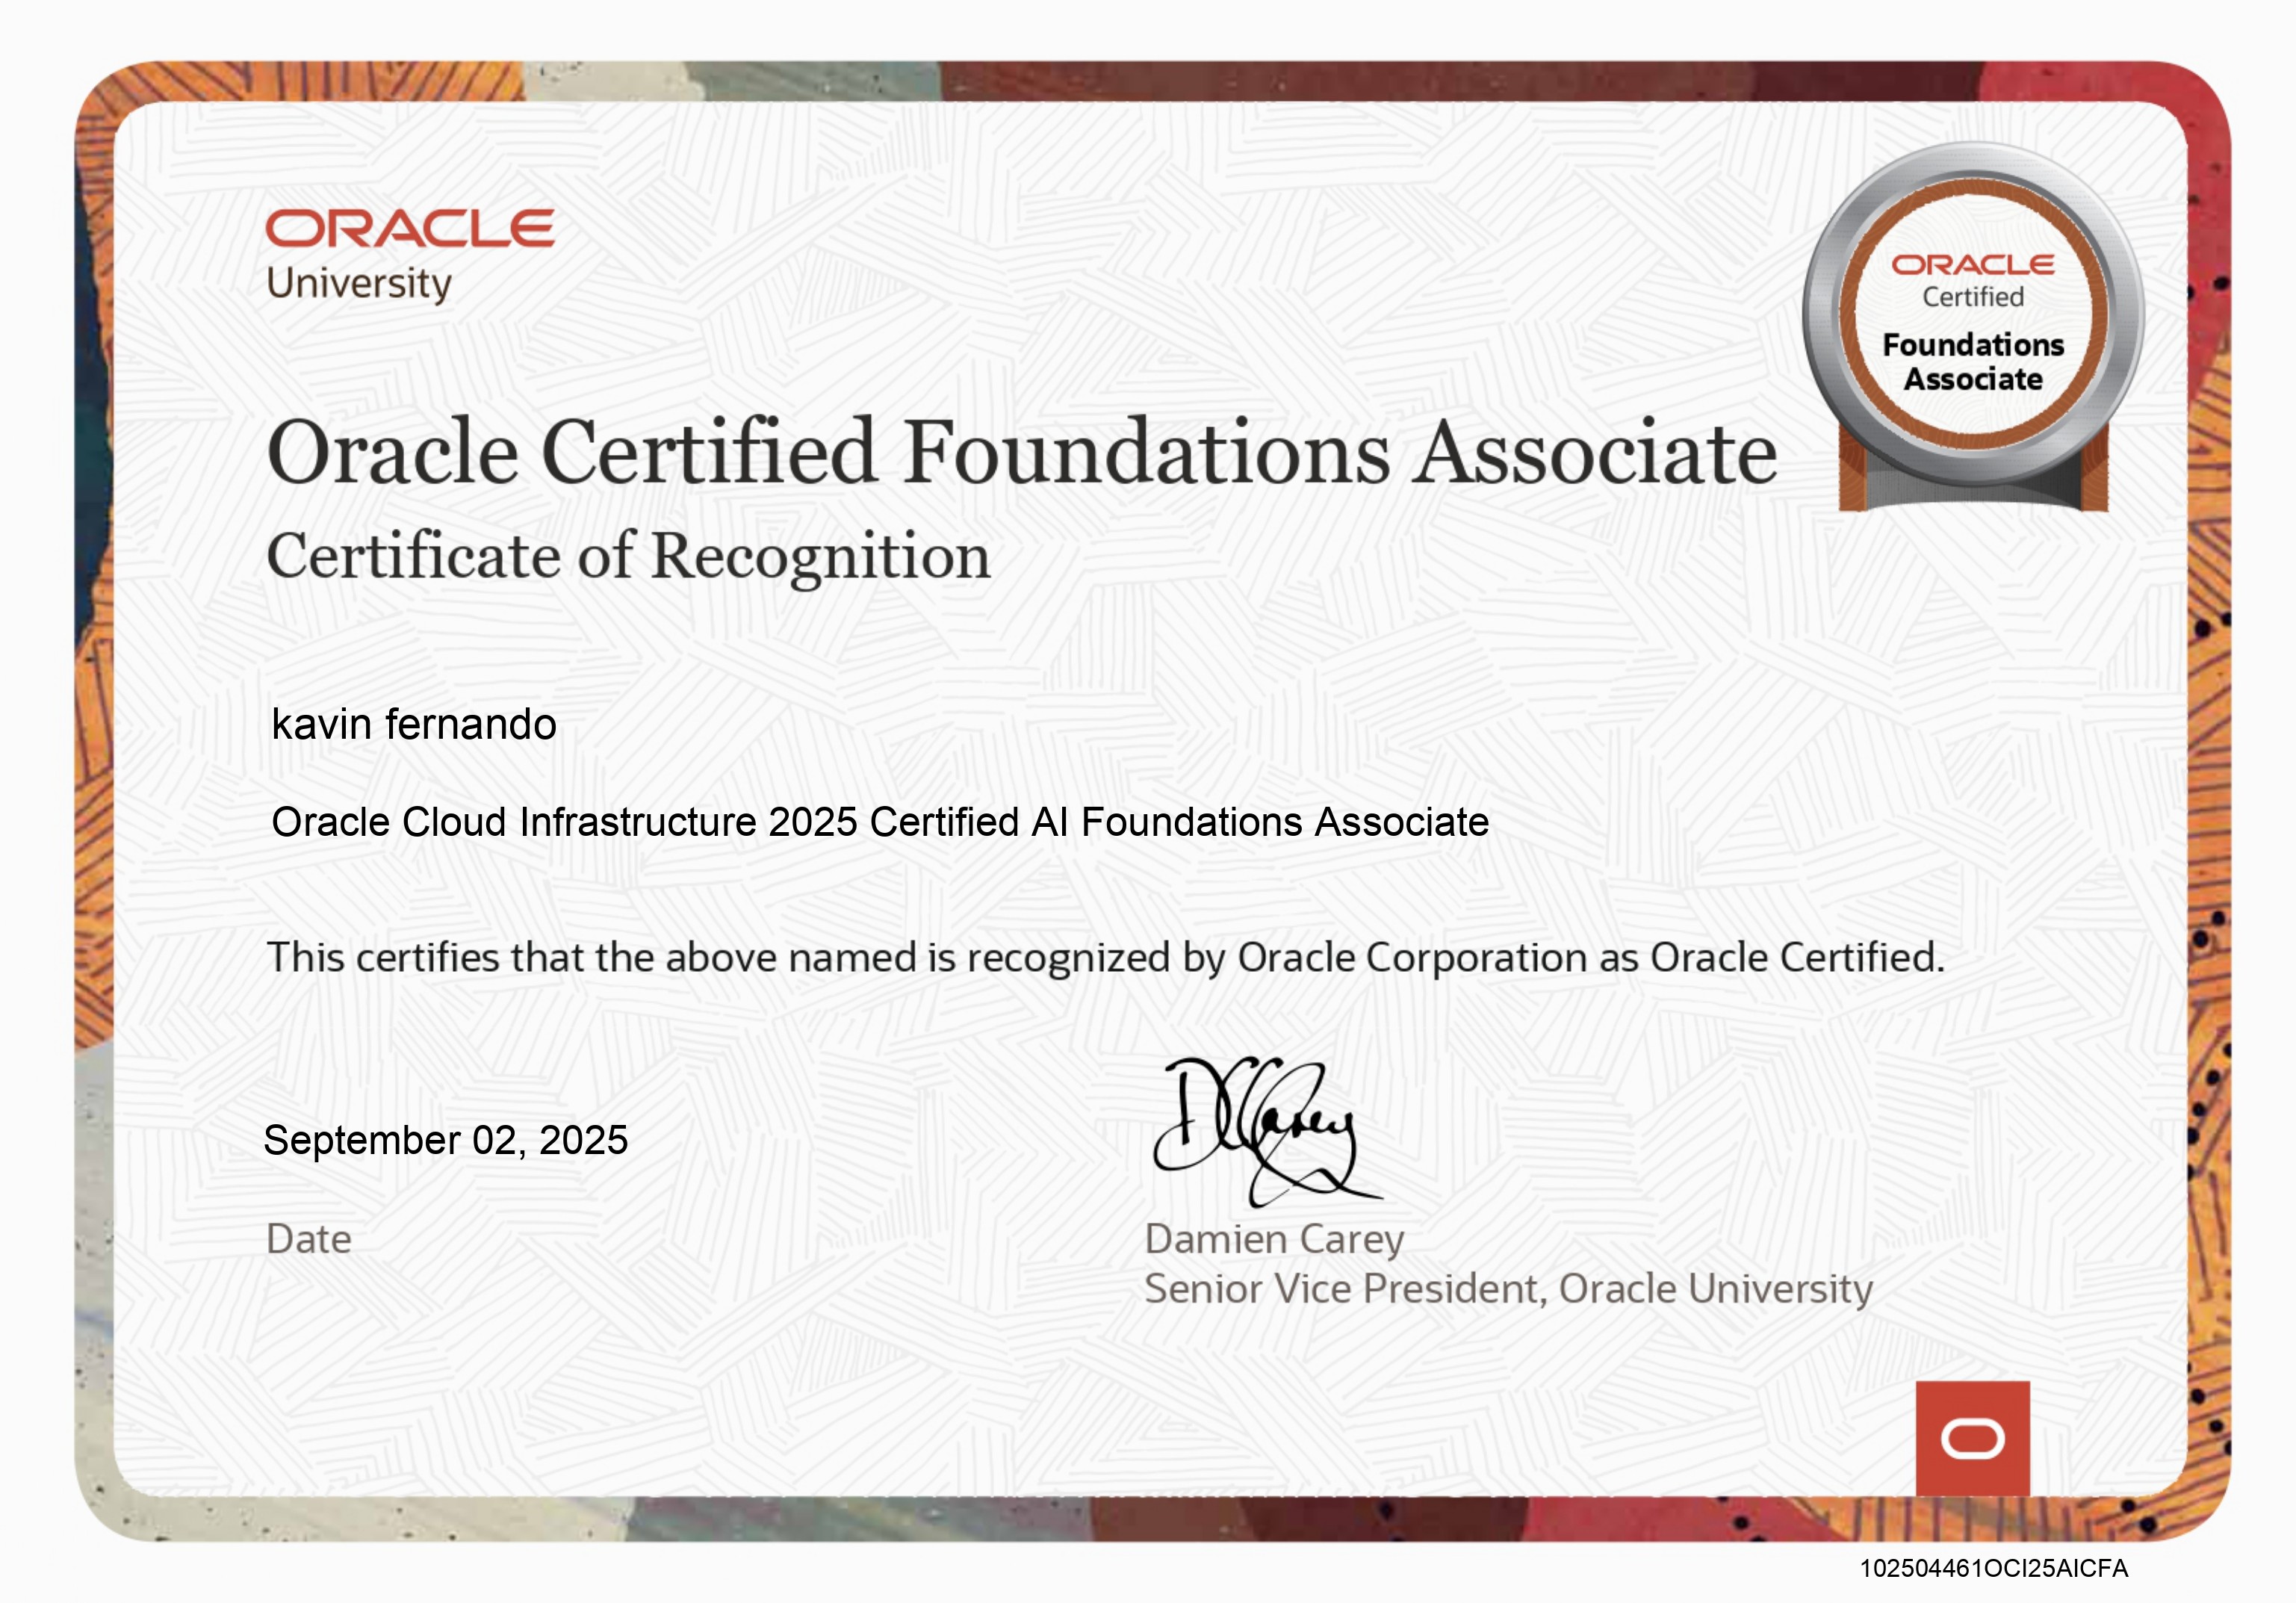 ORACLE
University
ORACLE
Certified
Foundations
Associate
Oracle Certified Foundations Associate
Certificate of Recognition
kavin fernando
Oracle Cloud Infrastructure 2025 Certified AI Foundations Associate
This certifies that the above named is recognized by Oracle Corporation as Oracle Certified.
September 02, 2025
DCCarey
Date
Damien Carey
Senior Vice President, Oracle University
102504461OCI25AICFA